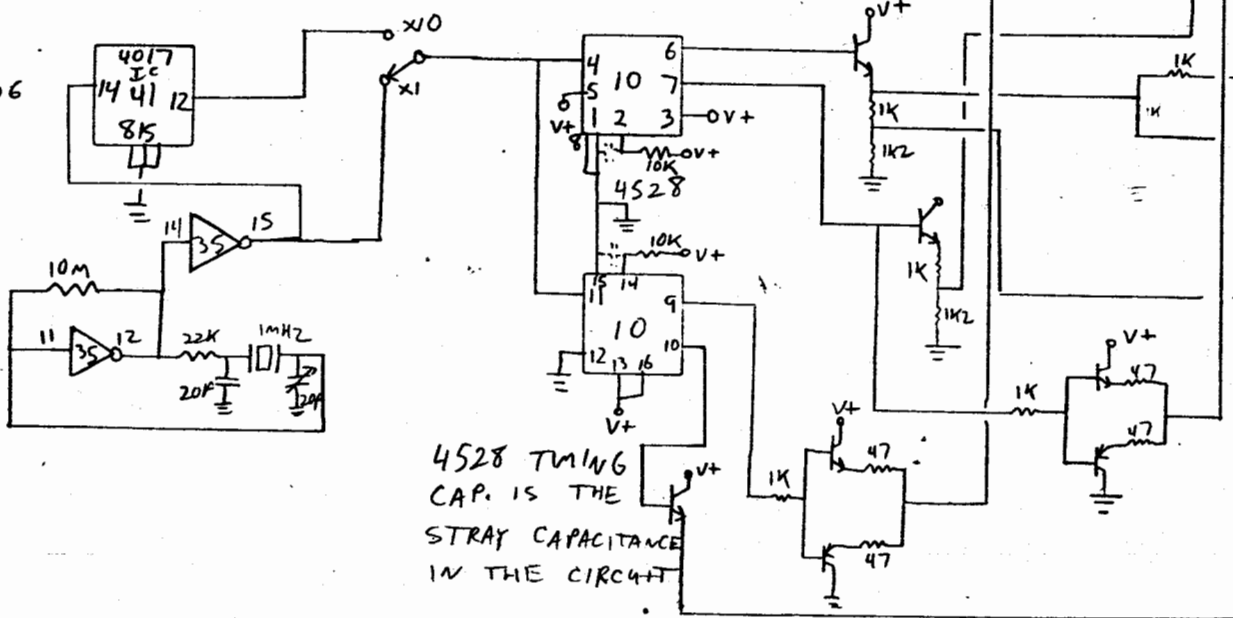 x10
V+
4017
IC
41
14
12
815
06
x1
4
10
6
5
7
V+
1
2
3
V+
8
10K
V+
4528
1K
1K2
1K
1K
14
35
15
10K
V+
15
14
1K
1K2
10M
11
35
12
22K
1MHZ
20P
20P
11
10
9
10
12
13
16
V+
V+
47
1K
47
V+
47
1K
47
4528 TIMING
CAP. IS THE
STRAY CAPACITANCE
IN THE CIRCUIT
V+